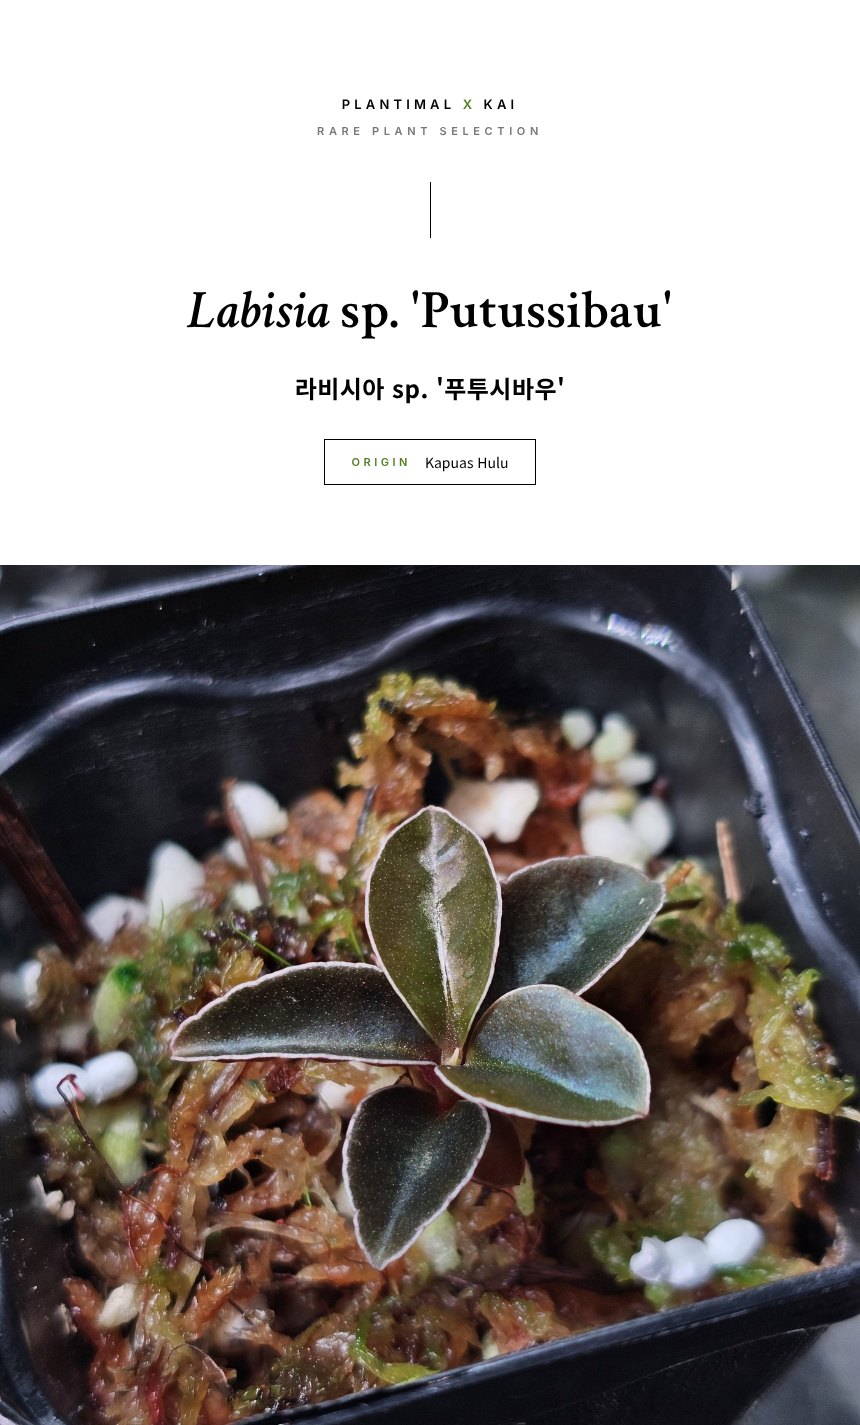 PLANTIMAL X KAI
RARE PLANT SELECTION
Labisia sp. 'Putussibau'
라비시아 sp. '푸투시바우'
ORIGIN Kapuas Hulu